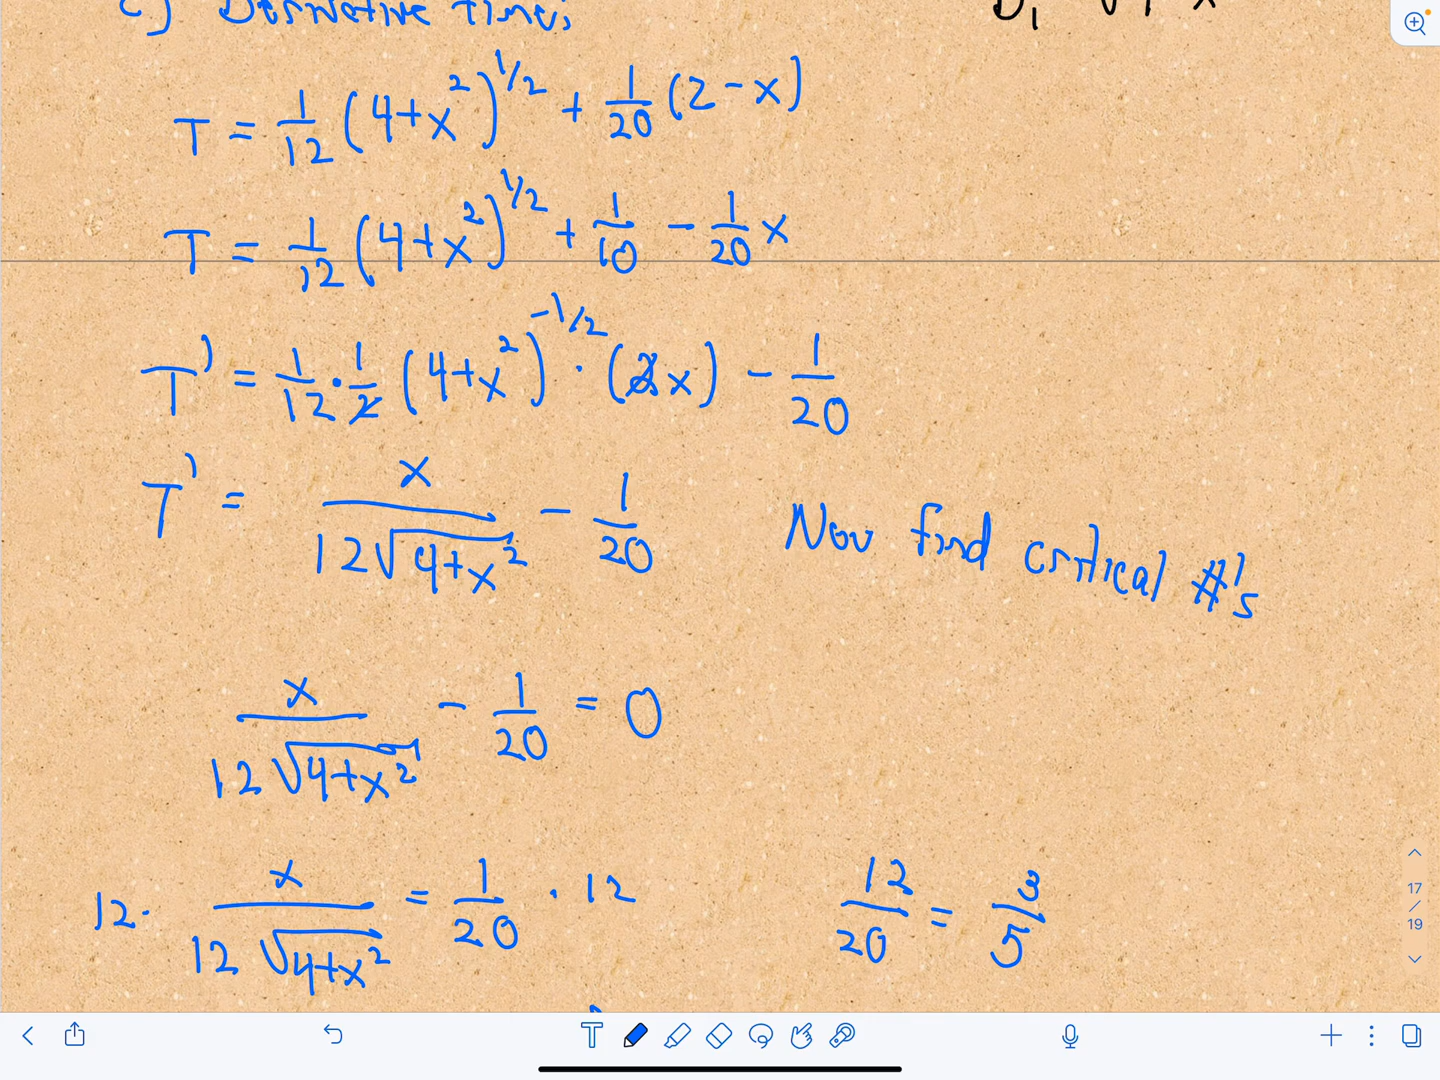 c) Derivative time:
T = 1/12 (4+x²)^1/2 + 1/20 (2-x)
T = 1/12 (4+x²)^1/2 + 1/10 - 1/20 x
T' = 1/12 · 1/2 (4+x²)^-1/2 · (2x) - 1/20
T' = x/(12√(4+x²)) - 1/20 Now find critical #'s
x/(12√(4+x²)) - 1/20 = 0
12 · x/(12√(4+x²)) = 1/20 · 12 12/20 = 3/5
17
/
19
T